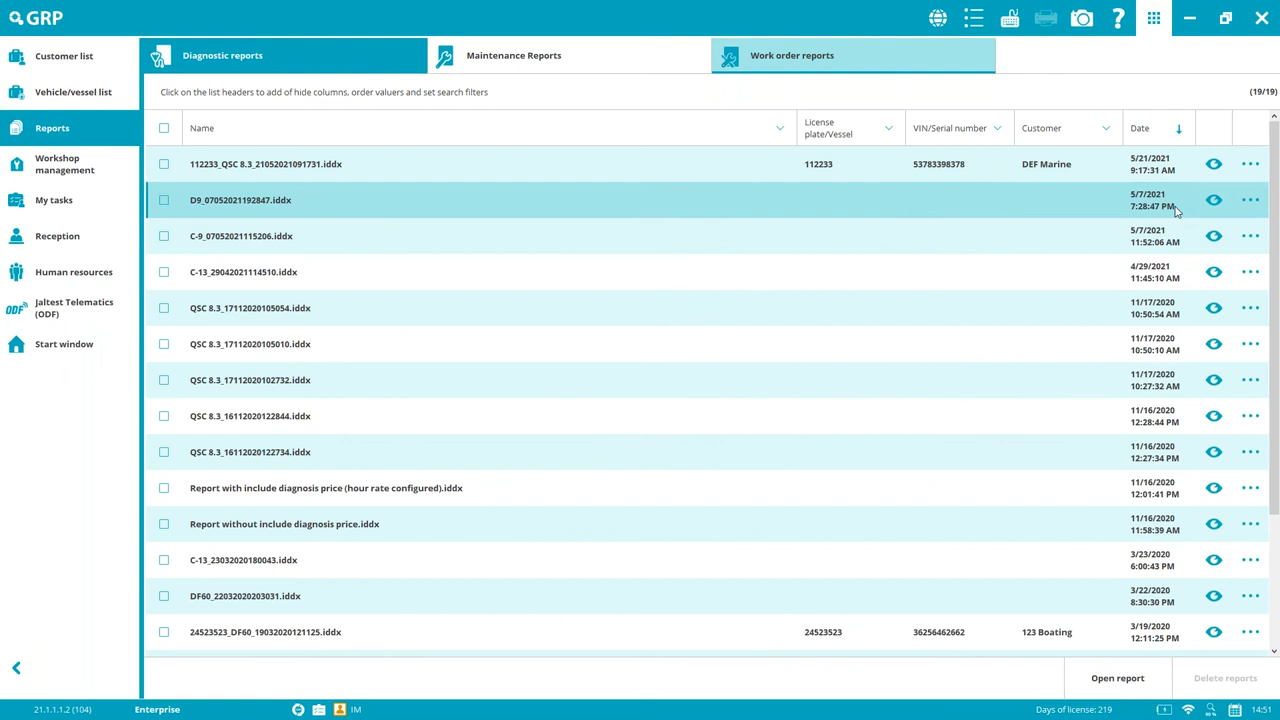 GRP
Customer list
Vehicle/vessel list
Reports
Workshop
management
My tasks
Reception
Human resources
ODF
Jaltest Telematics
(ODF)
Start window
Diagnostic reports
Maintenance Reports
Work order reports
Click on the list headers to add of hide columns, order valuers and set search filters
(19/19)
Name
License
plate/Vessel
VIN/Serial number
Customer
Date
112233_QSC 8.3_21052021091731.iddx
112233
53783398378
DEF Marine
5/21/2021
9:17:31 AM
D9_07052021192847.iddx
5/7/2021
7:28:47 PM
C-9_07052021115206.iddx
5/7/2021
11:52:06 AM
C-13_29042021114510.iddx
4/29/2021
11:45:10 AM
QSC 8.3_17112020105054.iddx
11/17/2020
10:50:54 AM
QSC 8.3_17112020105010.iddx
11/17/2020
10:50:10 AM
QSC 8.3_17112020102732.iddx
11/17/2020
10:27:32 AM
QSC 8.3_16112020122844.iddx
11/16/2020
12:28:44 PM
QSC 8.3_16112020122734.iddx
11/16/2020
12:27:34 PM
Report with include diagnosis price (hour rate configured).iddx
11/16/2020
12:01:41 PM
Report without include diagnosis price.iddx
11/16/2020
11:58:39 AM
C-13_23032020180043.iddx
3/23/2020
6:00:43 PM
DF60_22032020203031.iddx
3/22/2020
8:30:30 PM
24523523_DF60_19032020121125.iddx
24523523
36256462662
123 Boating
3/19/2020
12:11:25 PM
Open report
Delete reports
21.1.1.1.2 (104)
Enterprise
IM
Days of license: 219
14:51